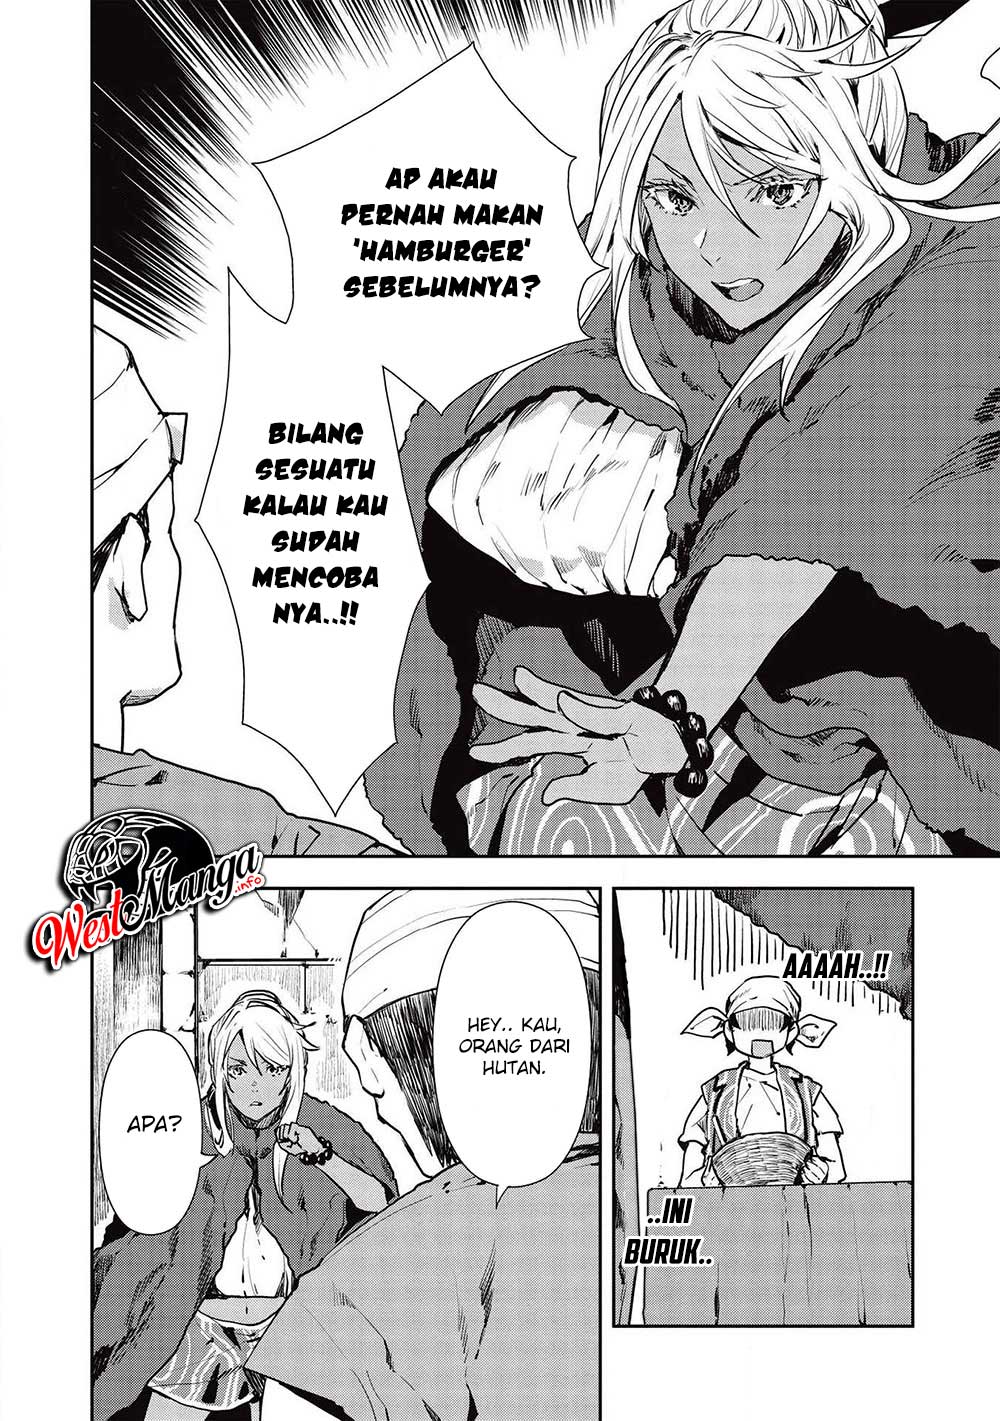 AP AKAU
PERNAH MAKAN
'HAMBURGER'
SEBELUMNYA?
BILANG
SESUATU
KALAU KAU
SUDAH
MENCOBA
NYA..!!
AAAAH..!!
..INI
BURUK..
HEY.. KAU,
ORANG DARI
HUTAN.
APA?
WestManga
.info